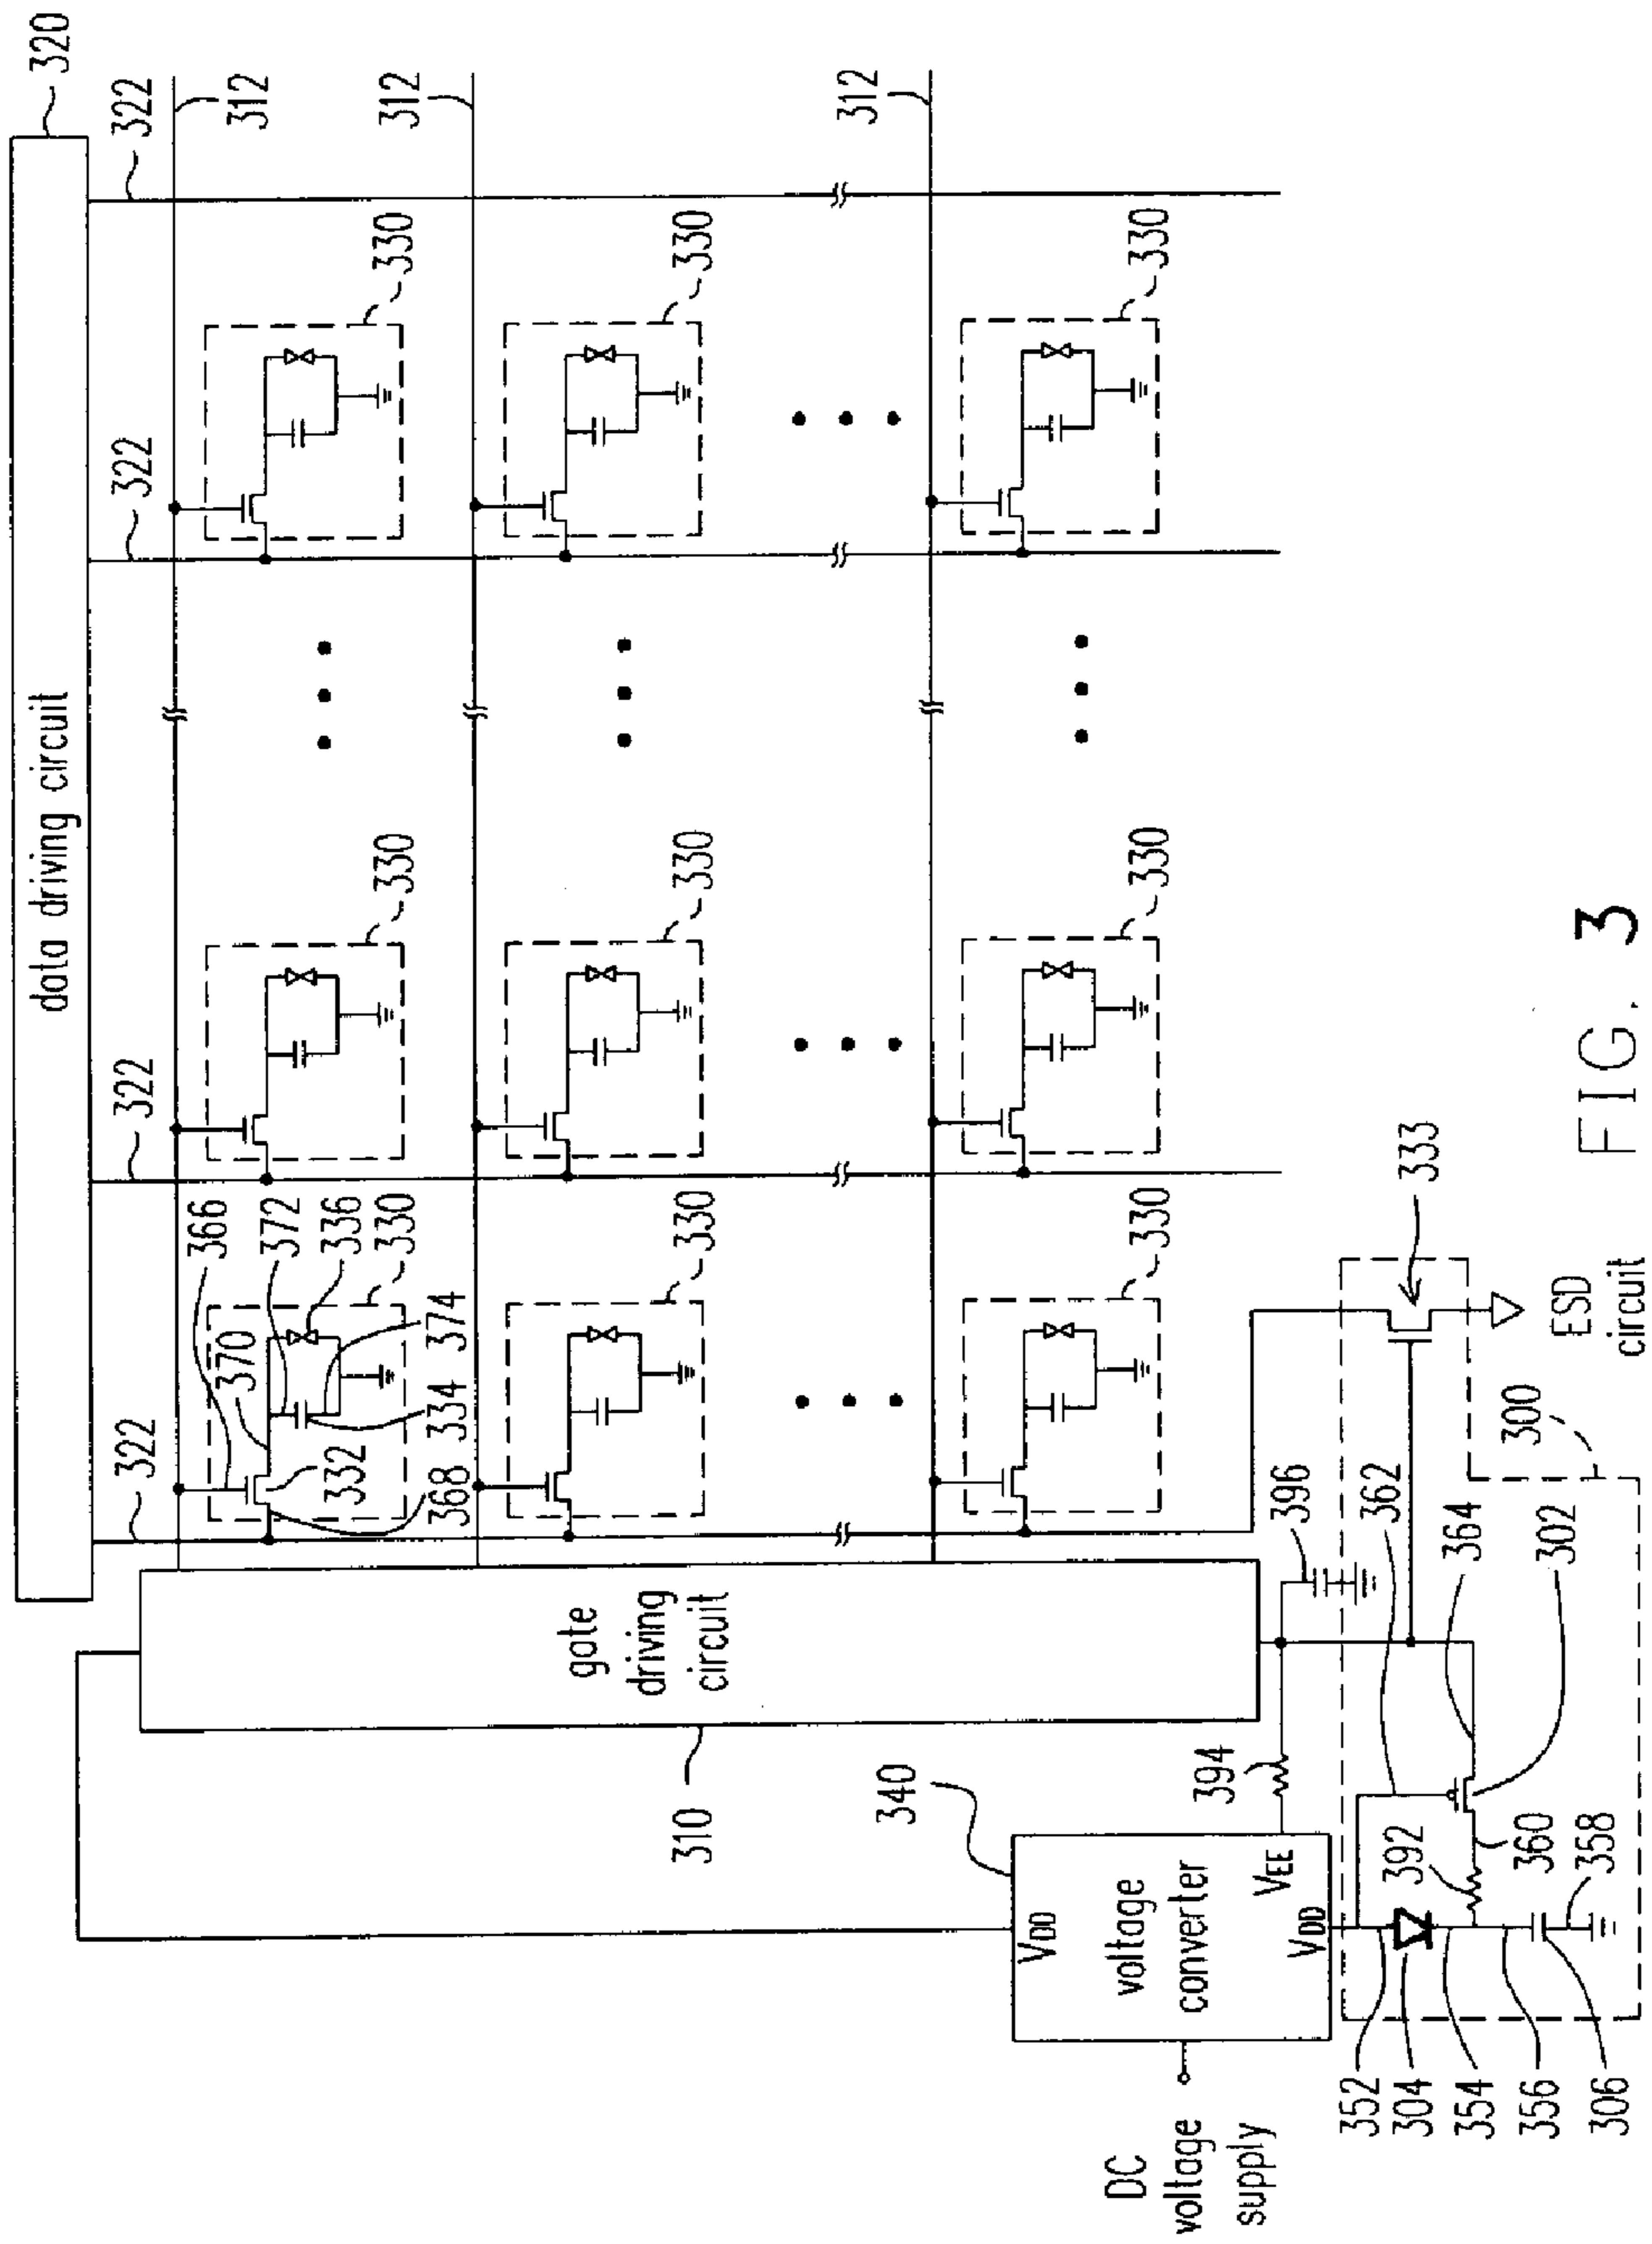 data driving circuit
320
322
322
322
322
312
312
312
330
330
330
330
330
330
366
370
372
336
330
374
334
332
368
330
330
gate
driving
circuit
310
340
VDD
voltage
converter
VEE
VDD
394
396
DC
voltage
supply
352
304
354
356
306
392
360
358
362
364
302
300
333
ESD
circuit
FIG. 3